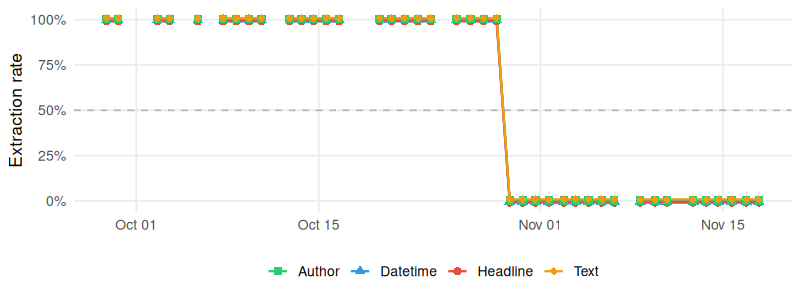 Extraction rate
100%
75%
50%
25%
0%
Oct 01 Oct 15 Nov 01 Nov 15
Author Datetime Headline Text